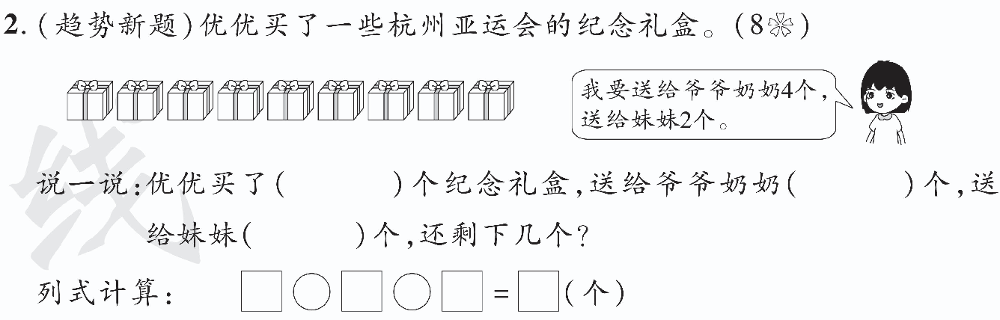 2.(趋势新题)优优买了一些杭州亚运会的纪念礼盒。(8)
我要送给爷爷奶奶4个,
送给妹妹2个。
说一说:优优买了(  )个纪念礼盒,送给爷爷奶奶(  )个,送
给妹妹(  )个,还剩下几个?
列式计算: □○□○□=□(个)
线